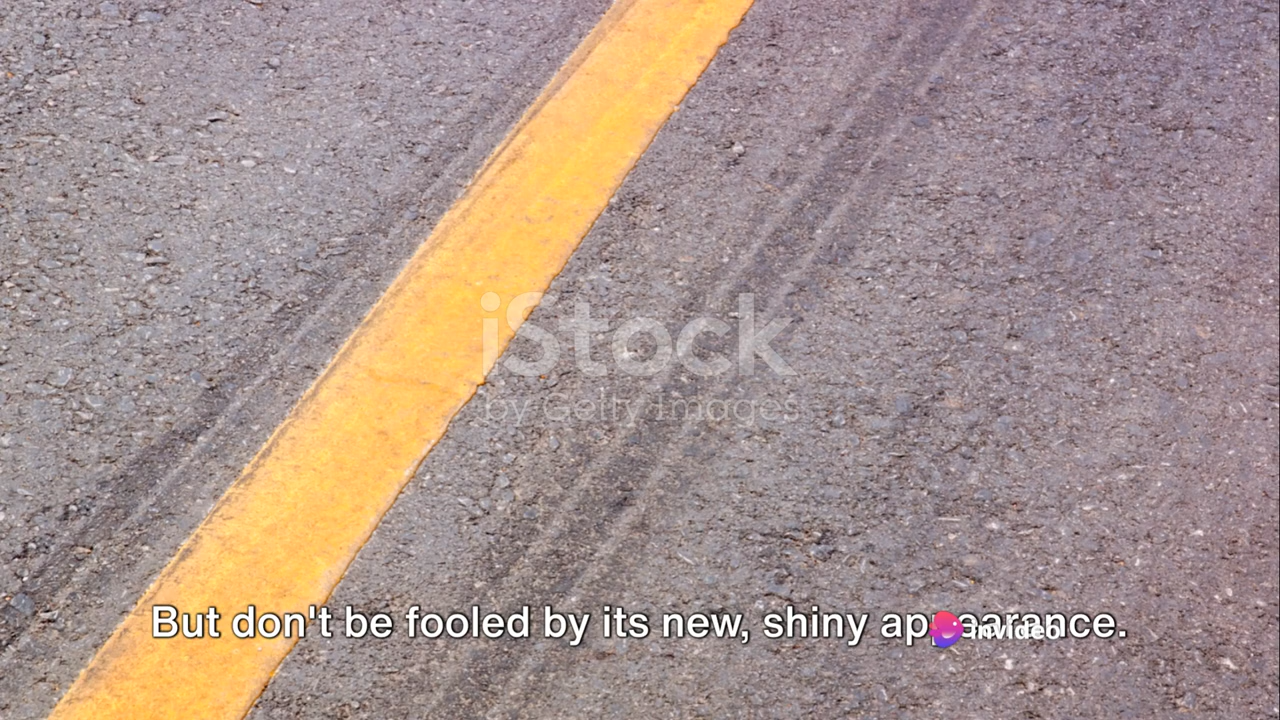 iStock
by Getty Images
But don't be fooled by its new, shiny appearance.
invideo